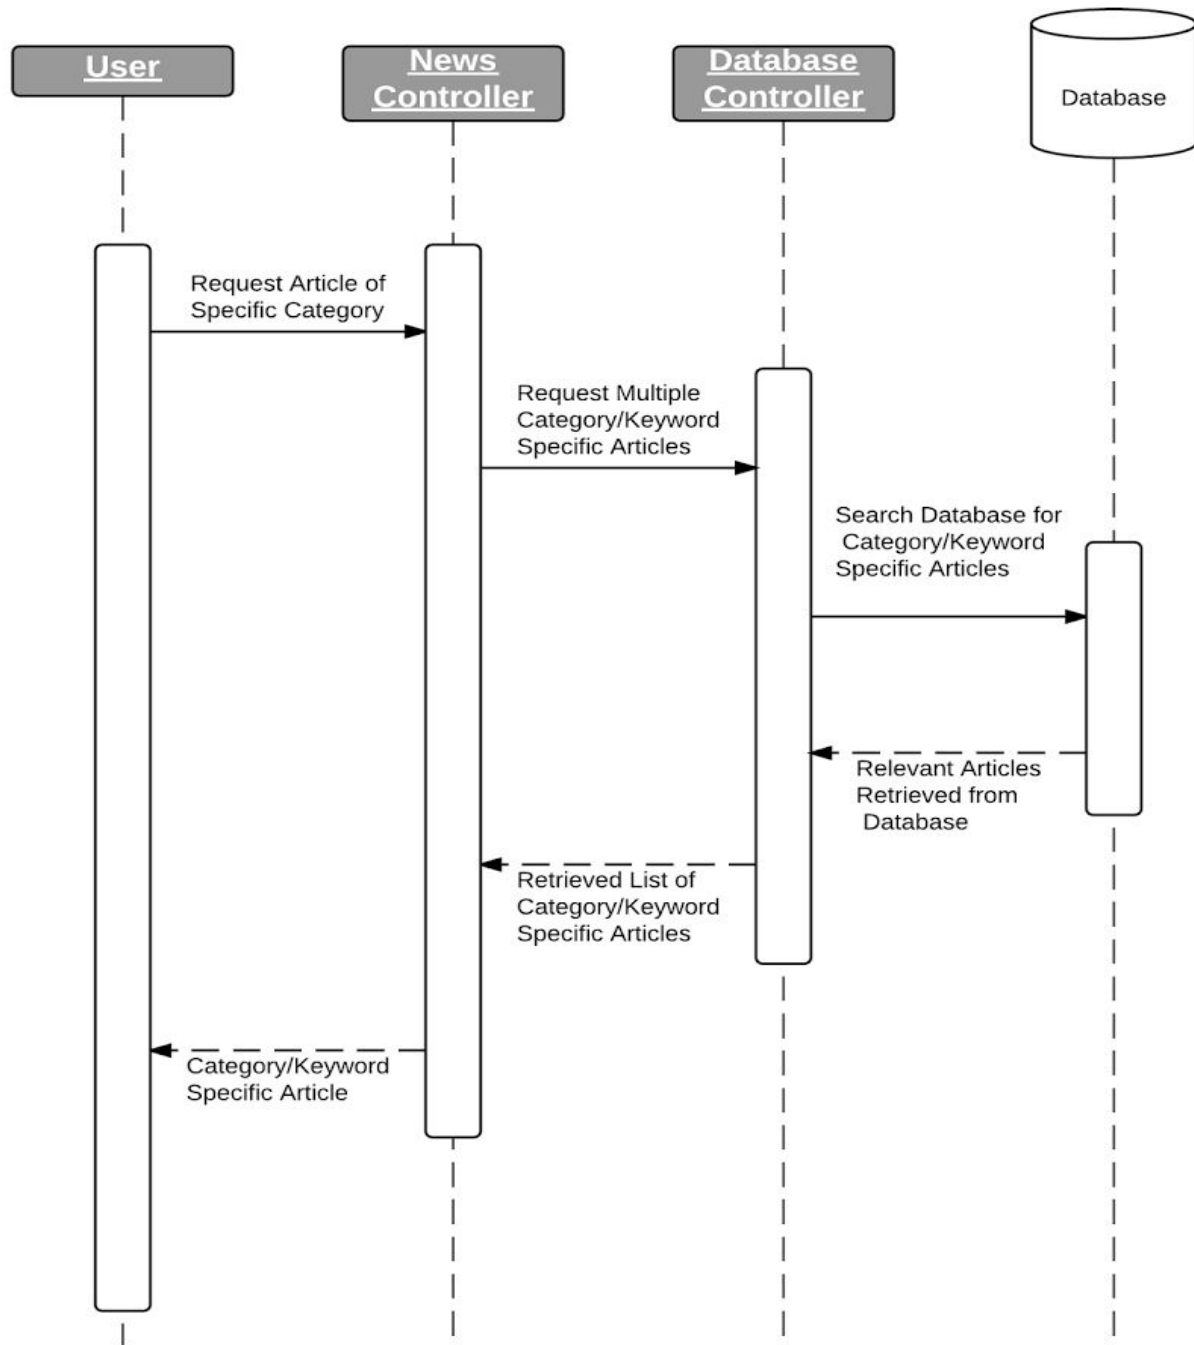 User
News
Controller
Database
Controller
Database
Request Article of
Specific Category
Request Multiple
Category/Keyword
Specific Articles
Search Database for
Category/Keyword
Specific Articles
Relevant Articles
Retrieved from
Database
Retrieved List of
Category/Keyword
Specific Articles
Category/Keyword
Specific Article